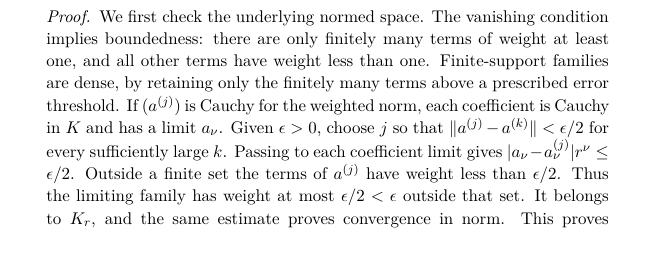 Proof. We first check the underlying normed space. The vanishing condition
implies boundedness: there are only finitely many terms of weight at least
one, and all other terms have weight less than one. Finite-support families
are dense, by retaining only the finitely many terms above a prescribed error
threshold. If (a^{(j)}) is Cauchy for the weighted norm, each coefficient is Cauchy
in K and has a limit a_ν. Given ϵ > 0, choose j so that ‖a^{(j)} − a^{(k)}‖ < ϵ/2 for
every sufficiently large k. Passing to each coefficient limit gives |a_ν − a_ν^{(j)}|r^ν ≤
ϵ/2. Outside a finite set the terms of a^{(j)} have weight less than ϵ/2. Thus
the limiting family has weight at most ϵ/2 < ϵ outside that set. It belongs
to K_r, and the same estimate proves convergence in norm. This proves